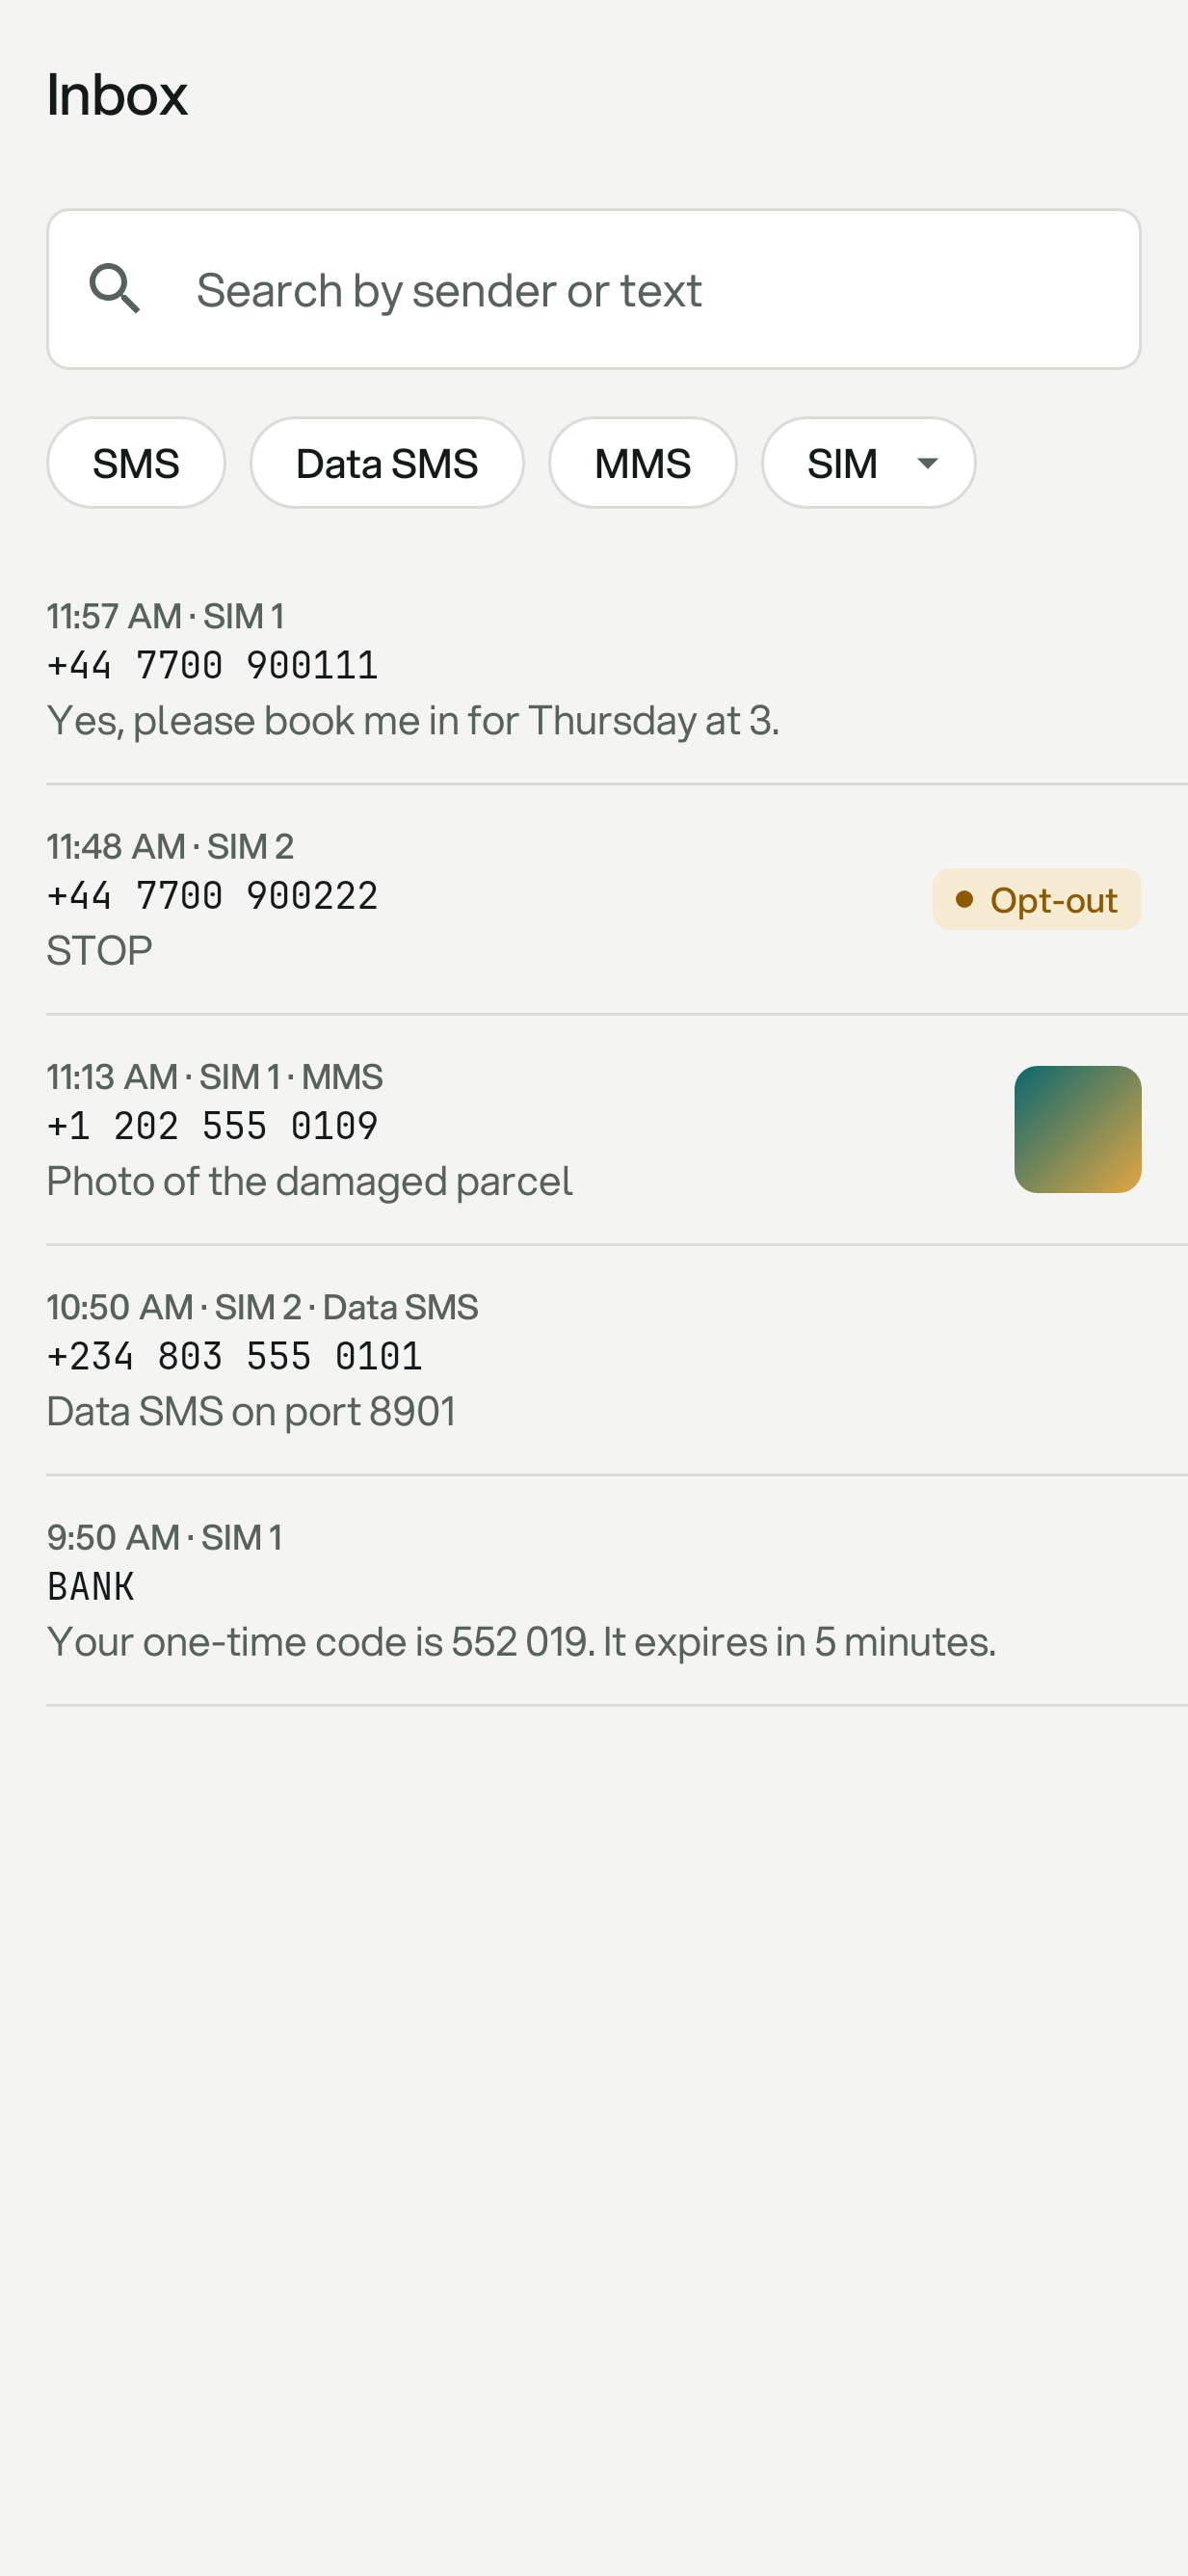 Inbox
Search by sender or text
SMS
Data SMS
MMS
SIM
11:57 AM · SIM 1
+44 7700 900111
Yes, please book me in for Thursday at 3.
11:48 AM · SIM 2
+44 7700 900222
STOP
Opt-out
11:13 AM · SIM 1 · MMS
+1 202 555 0109
Photo of the damaged parcel
10:50 AM · SIM 2 · Data SMS
+234 803 555 0101
Data SMS on port 8901
9:50 AM · SIM 1
BANK
Your one-time code is 552 019. It expires in 5 minutes.